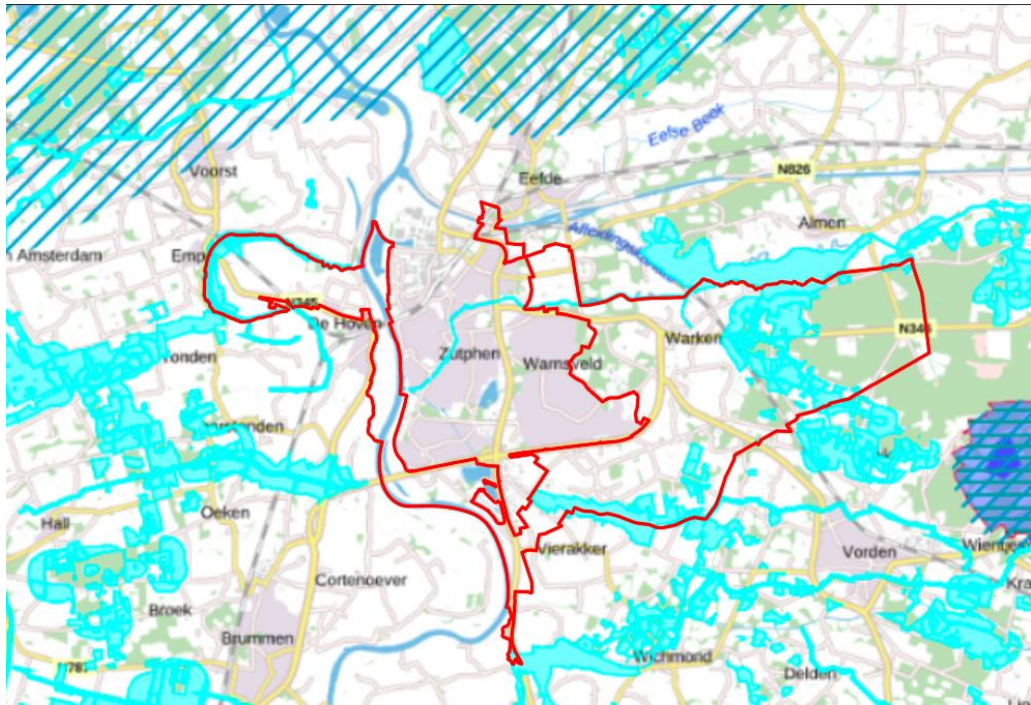 Eefse Beek
Voorst
N826
Eefde
Almen
Amsterdam
Emp
N345
De Hoven
N346
Warken
Zutphen
Warnsveld
Hall
Oeken
Vierakker
Vorden
Cortenoever
Broek
Brummen
Wichmond
Delden